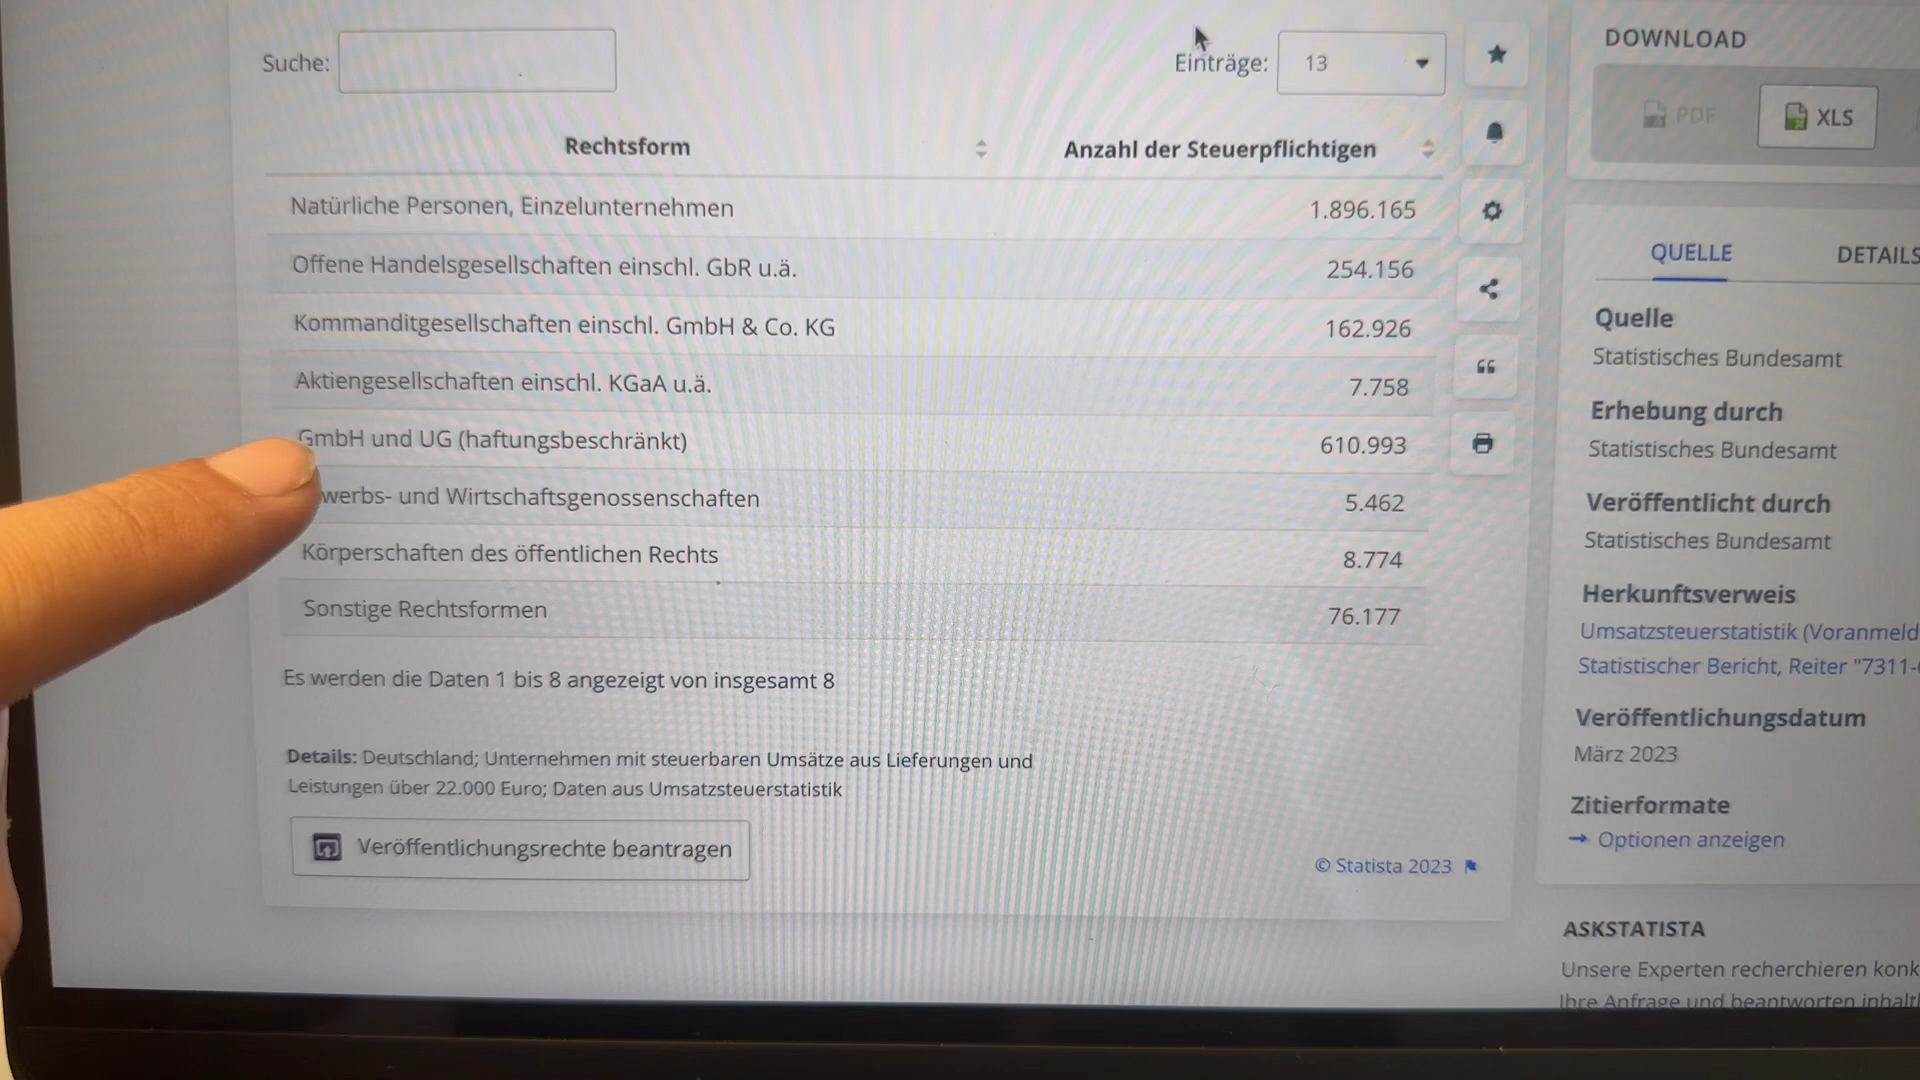 Suche:
Einträge: 13
Rechtsform Anzahl der Steuerpflichtigen
Natürliche Personen, Einzelunternehmen 1.896.165
Offene Handelsgesellschaften einschl. GbR u.ä. 254.156
Kommanditgesellschaften einschl. GmbH & Co. KG 162.926
Aktiengesellschaften einschl. KGaA u.ä. 7.758
GmbH und UG (haftungsbeschränkt) 610.993
werbs- und Wirtschaftsgenossenschaften 5.462
Körperschaften des öffentlichen Rechts 8.774
Sonstige Rechtsformen 76.177
Es werden die Daten 1 bis 8 angezeigt von insgesamt 8
Details: Deutschland; Unternehmen mit steuerbaren Umsätze aus Lieferungen und
Leistungen über 22.000 Euro; Daten aus Umsatzsteuerstatistik
Veröffentlichungsrechte beantragen
© Statista 2023
DOWNLOAD
PDF
XLS
QUELLE DETAILS
Quelle
Statistisches Bundesamt
Erhebung durch
Statistisches Bundesamt
Veröffentlicht durch
Statistisches Bundesamt
Herkunftsverweis
Umsatzsteuerstatistik (Voranmeld
Statistischer Bericht, Reiter "7311-
Veröffentlichungsdatum
März 2023
Zitierformate
→ Optionen anzeigen
ASKSTATISTA
Unsere Experten recherchieren konk
Ihre Anfrage und beantworten inhaltl